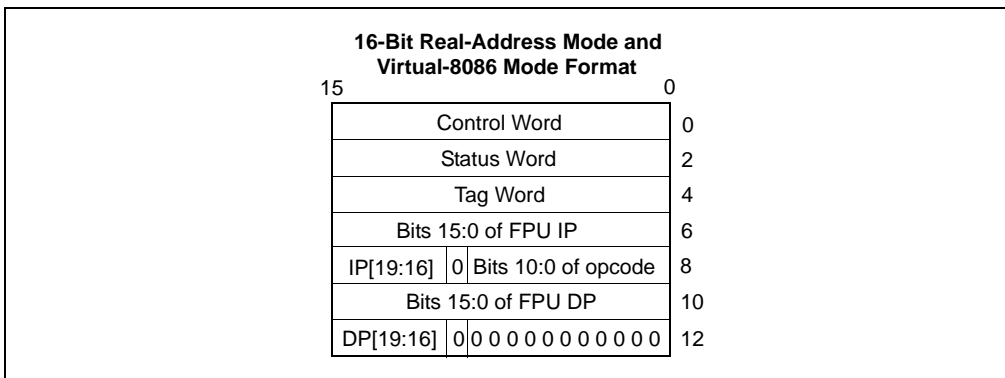 16-Bit Real-Address Mode and
Virtual-8086 Mode Format
15 0
Control Word 0
Status Word 2
Tag Word 4
Bits 15:0 of FPU IP 6
IP[19:16] 0 Bits 10:0 of opcode 8
Bits 15:0 of FPU DP 10
DP[19:16] 0 0 0 0 0 0 0 0 0 0 0 0 12